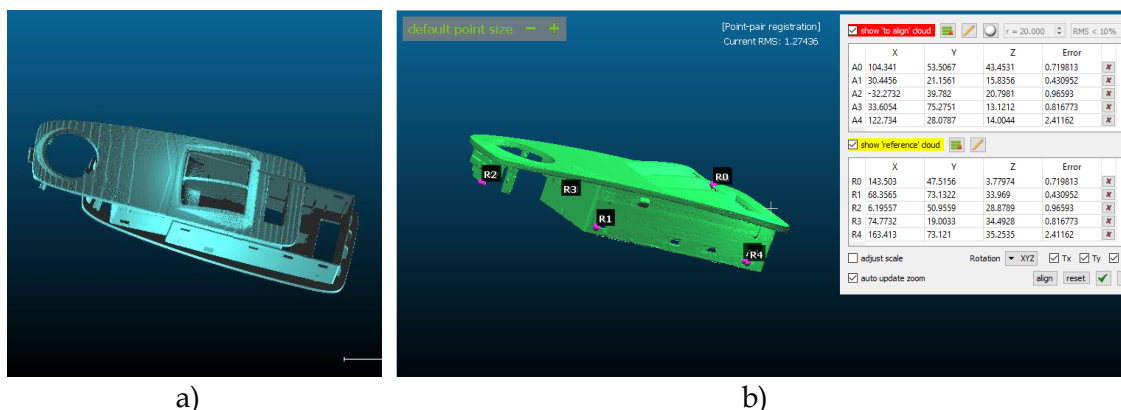 default point size − +
[Point-pair registration]
Current RMS: 1.27436
show 'to align' cloud r = 20.000 RMS < 10%
X Y Z Error
A0 104.341 53.5067 43.4531 0.719813
A1 30.4456 21.1561 15.8356 0.430952
A2 -32.2732 39.782 20.7981 0.96593
A3 33.6054 75.2751 13.1212 0.816773
A4 122.734 28.0787 14.0044 2.41162
show 'reference' cloud
X Y Z Error
R0 143.503 47.5156 3.77974 0.719813
R1 68.3565 73.1322 33.969 0.430952
R2 6.19557 50.9559 28.8789 0.96593
R3 74.7732 19.0033 34.4928 0.816773
R4 163.413 73.121 35.2535 2.41162
adjust scale Rotation XYZ Tx Ty
auto update zoom align reset
R2
R3
R0
R1
R4
a) b)